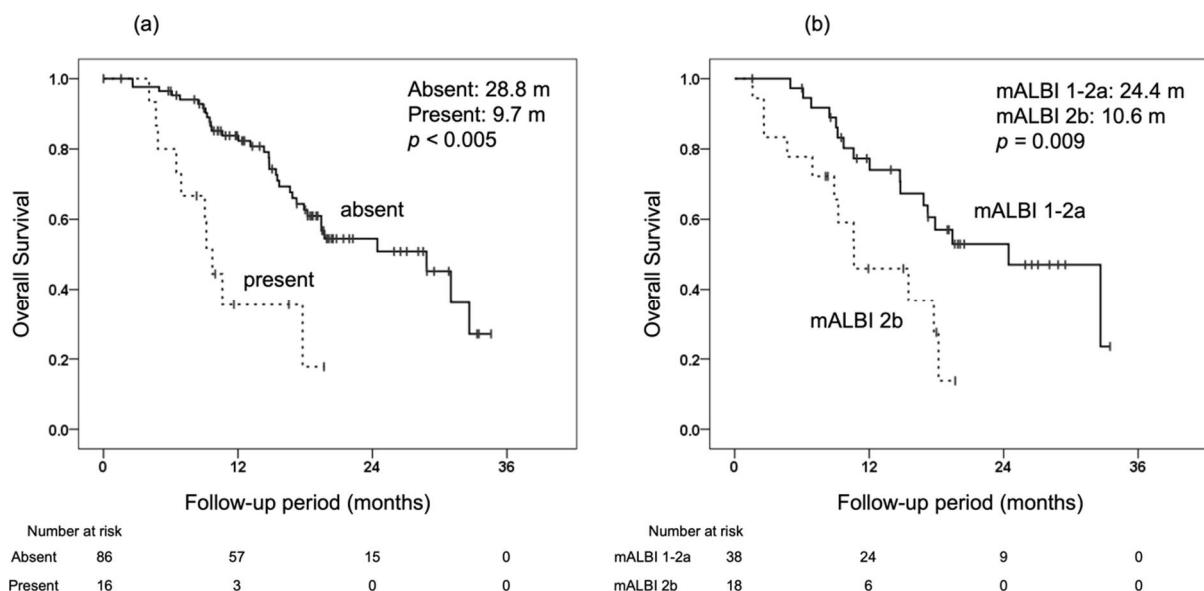 (a)
Overall Survival
1.0
0.8
0.6
0.4
0.2
0.0
Absent: 28.8 m
Present: 9.7 m
p < 0.005
absent
present
0
12
24
36
Follow-up period (months)
Number at risk
Absent 86 57 15 0
Present 16 3 0 0
(b)
Overall Survival
1.0
0.8
0.6
0.4
0.2
0.0
mALBI 1-2a: 24.4 m
mALBI 2b: 10.6 m
p = 0.009
mALBI 1-2a
mALBI 2b
0
12
24
36
Follow-up period (months)
Number at risk
mALBI 1-2a 38 24 9 0
mALBI 2b 18 6 0 0